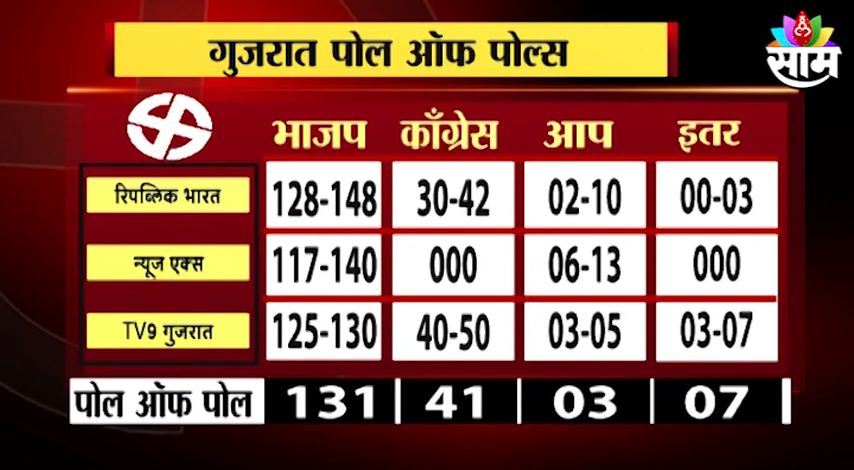 गुजरात पोल ऑफ पोल्स
साम
भाजप काँग्रेस आप इतर
रिपब्लिक भारत 128-148 30-42 02-10 00-03
न्यूज एक्स 117-140 000 06-13 000
TV9 गुजरात 125-130 40-50 03-05 03-07
पोल ऑफ पोल 131 41 03 07